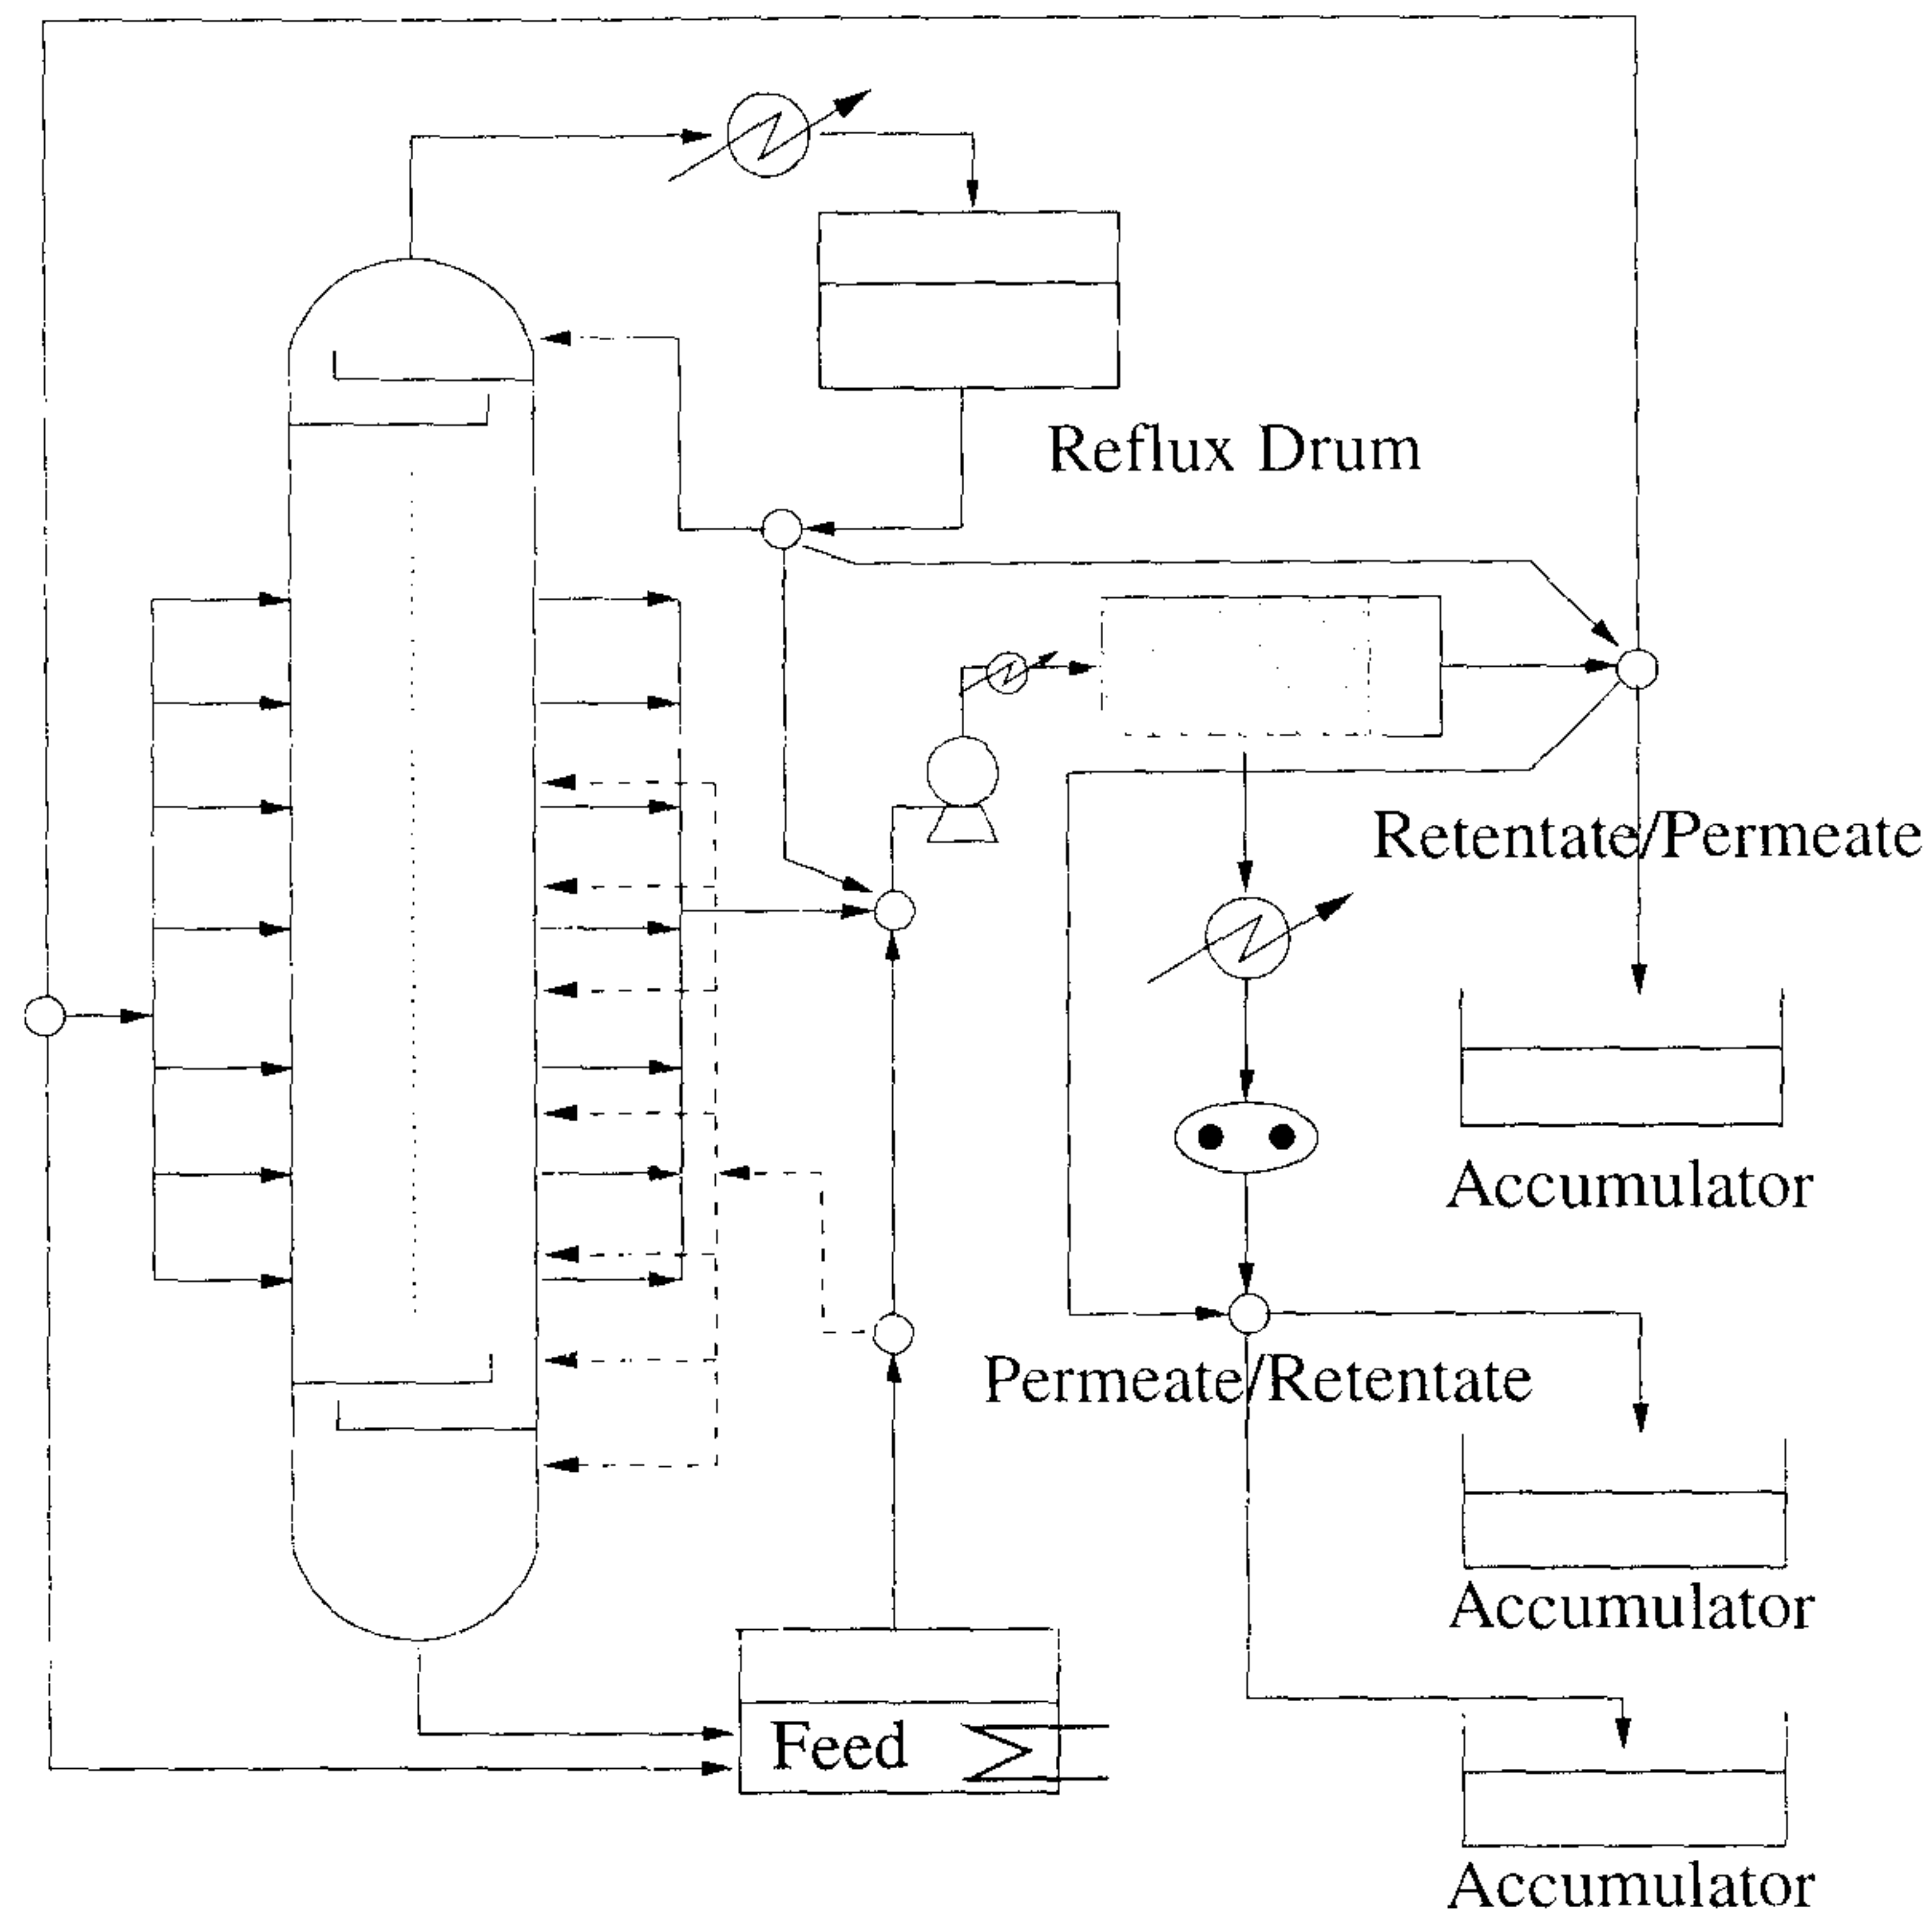 Reflux Drum
Retentate/Permeate
Accumulator
Permeate/Retentate
Accumulator
Feed
Accumulator